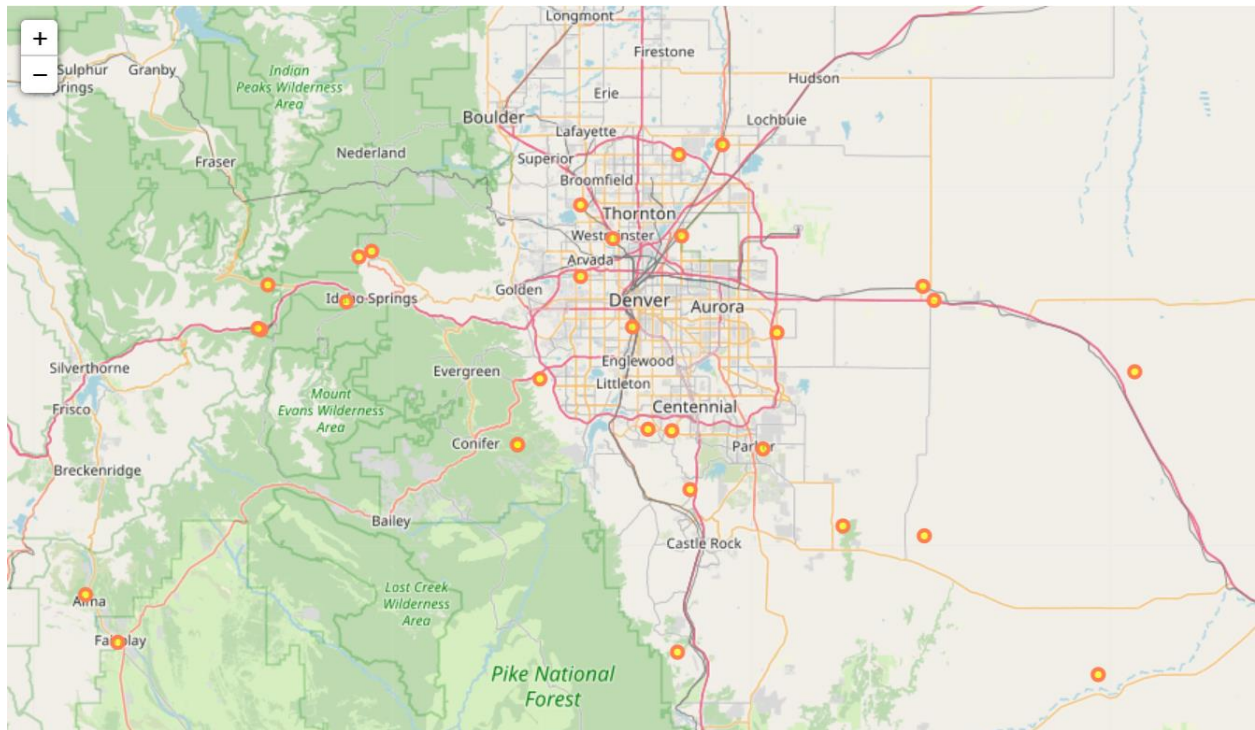 +
−
Longmont
Firestone
Sulphur
Granby
rings
Indian
Peaks Wilderness
Area
Hudson
Erie
Boulder
Lochbuie
Lafayette
Nederland
Superior
Fraser
Broomfield
Thornton
Westminster
Arvada
Golden
Idaho Springs
Denver
Aurora
Silverthorne
Englewood
Evergreen
Littleton
Frisco
Mount
Evans Wilderness
Area
Centennial
Conifer
Parker
Breckenridge
Bailey
Castle Rock
Lost Creek
Wilderness
Area
Alma
Fairplay
Pike National
Forest